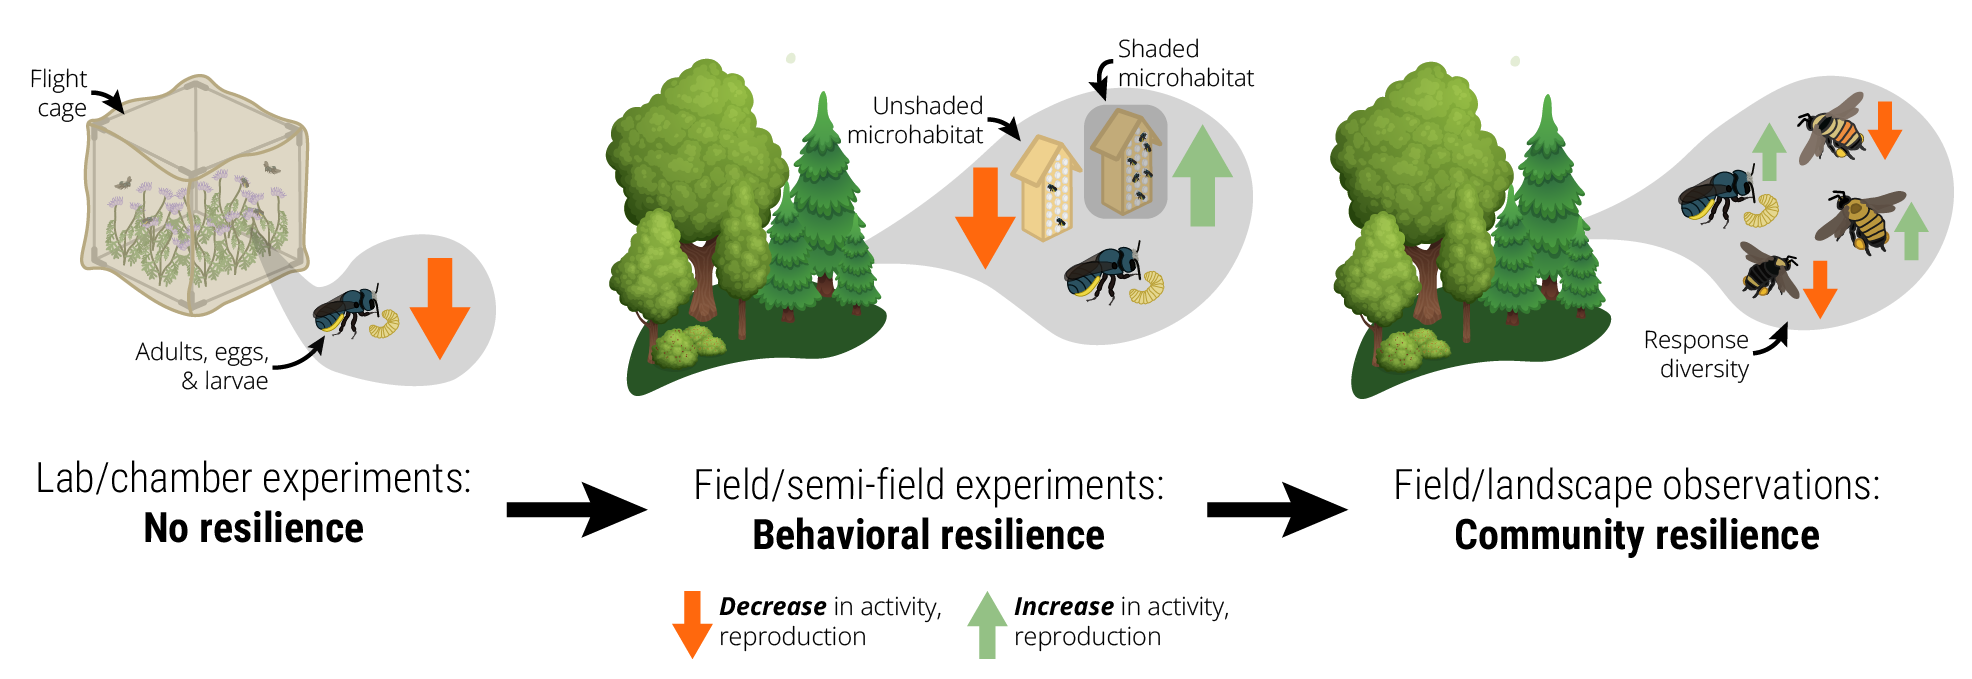 Flight
cage
Adults, eggs,
& larvae
Unshaded
microhabitat
Shaded
microhabitat
Response
diversity
Lab/chamber experiments:
No resilience
Field/semi-field experiments:
Behavioral resilience
Field/landscape observations:
Community resilience
Decrease in activity,
reproduction
Increase in activity,
reproduction